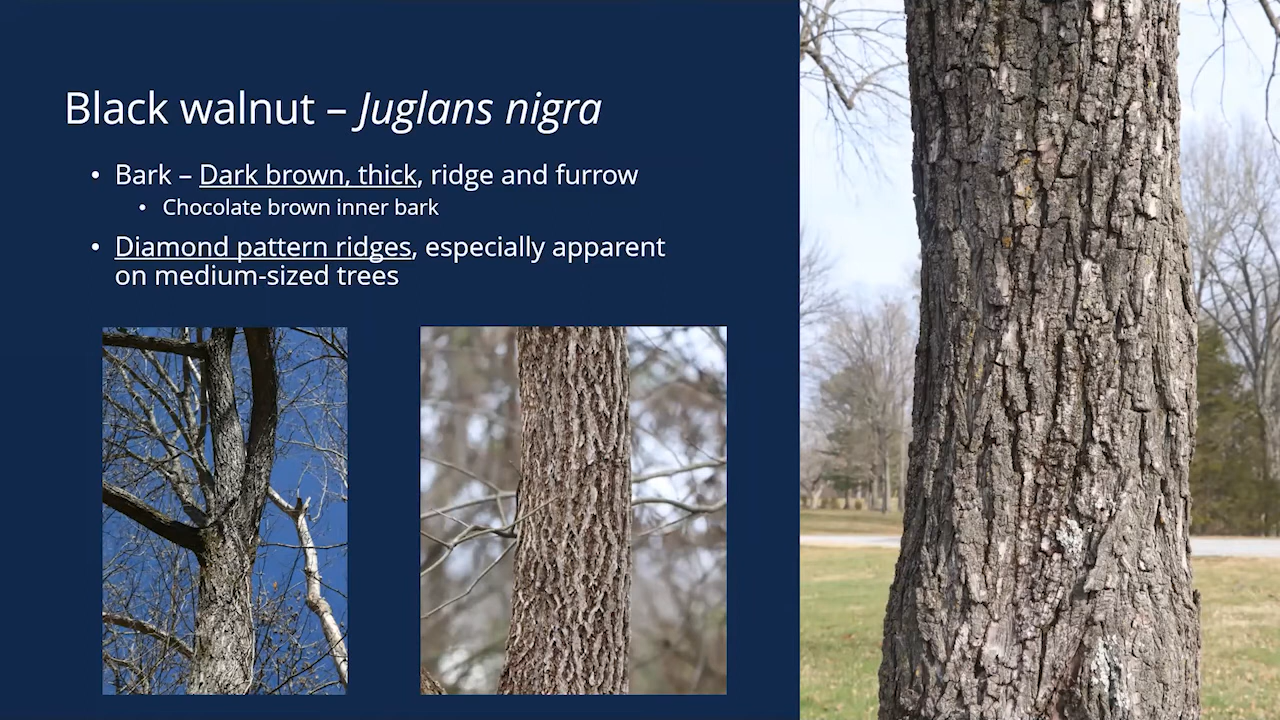 Black walnut – Juglans nigra
• Bark – Dark brown, thick, ridge and furrow
• Chocolate brown inner bark
• Diamond pattern ridges, especially apparent
on medium-sized trees